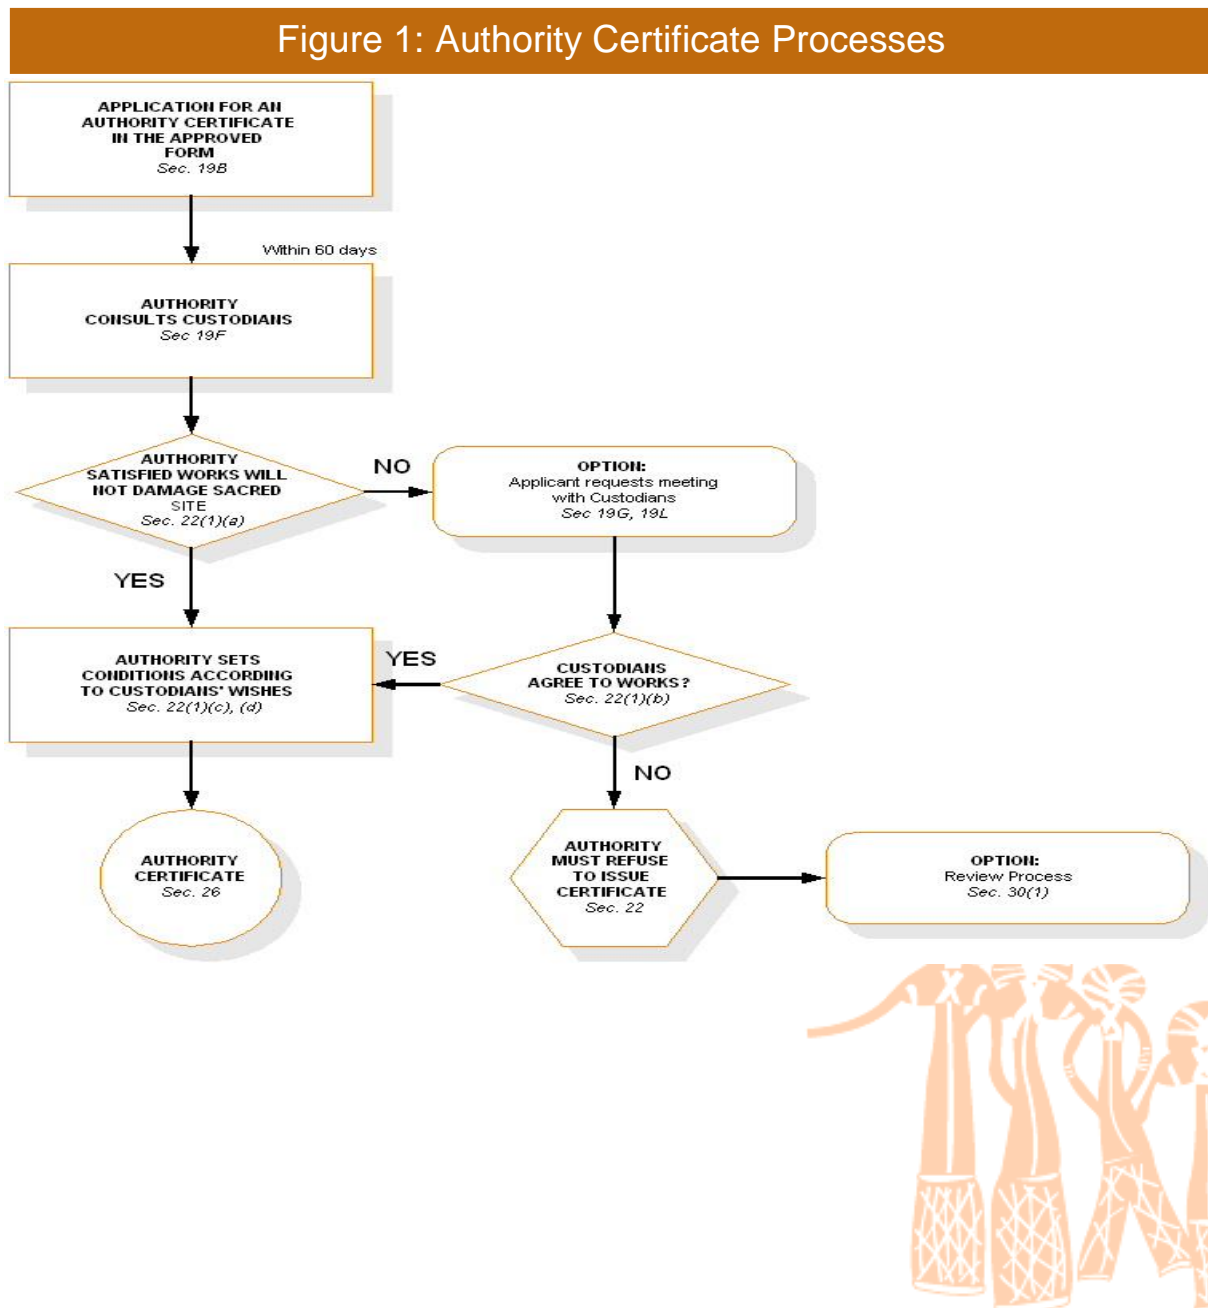 Figure 1: Authority Certificate Processes
APPLICATION FOR AN
AUTHORITY CERTIFICATE
IN THE APPROVED
FORM
Sec. 19B
Within 60 days
AUTHORITY
CONSULTS CUSTODIANS
Sec 19F
AUTHORITY
SATISFIED WORKS WILL
NOT DAMAGE SACRED
SITE
Sec. 22(1)(a)
NO
OPTION:
Applicant requests meeting
with Custodians
Sec 19G, 19L
YES
AUTHORITY SETS
CONDITIONS ACCORDING
TO CUSTODIANS' WISHES
Sec. 22(1)(c), (d)
YES
CUSTODIANS
AGREE TO WORKS?
Sec. 22(1)(b)
NO
AUTHORITY
CERTIFICATE
Sec. 26
AUTHORITY
MUST REFUSE
TO ISSUE
CERTIFICATE
Sec. 22
OPTION:
Review Process
Sec. 30(1)